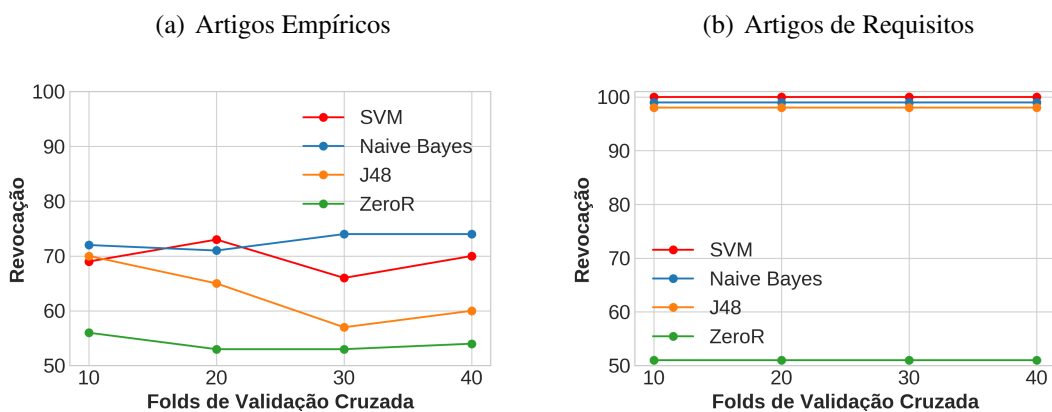 (a) Artigos Empíricos
100
90
80
70
60
50
Revocação
SVM
Naive Bayes
J48
ZeroR
10 20 30 40
Folds de Validação Cruzada
(b) Artigos de Requisitos
100
90
80
70
60
50
Revocação
SVM
Naive Bayes
J48
ZeroR
10 20 30 40
Folds de Validação Cruzada